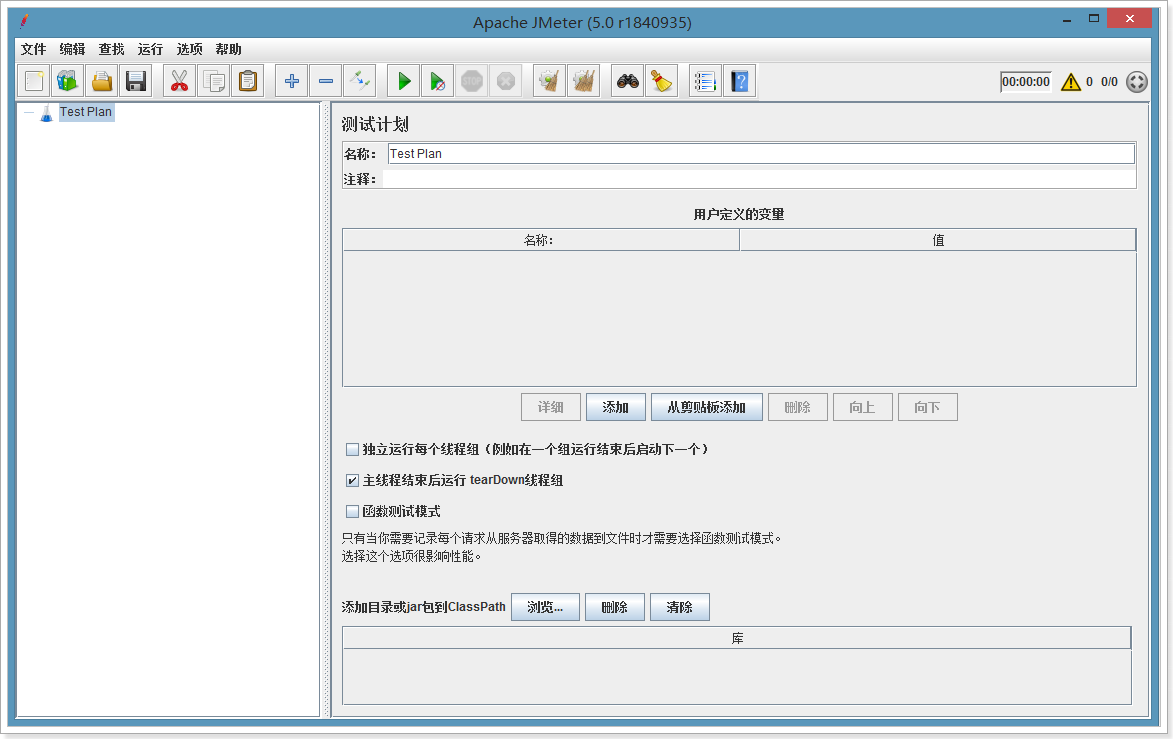 Apache JMeter (5.0 r1840935)
文件 编辑 查找 运行 选项 帮助
00:00:00 0 0/0
Test Plan
测试计划
名称： Test Plan
注释：
用户定义的变量
名称: 值
详细 添加 从剪贴板添加 删除 向上 向下
独立运行每个线程组（例如在一个组运行结束后启动下一个）
主线程结束后运行 tearDown线程组
函数测试模式
只有当你需要记录每个请求从服务器取得的数据到文件时才需要选择函数测试模式。
选择这个选项很影响性能。
添加目录或jar包到ClassPath 浏览... 删除 清除
库